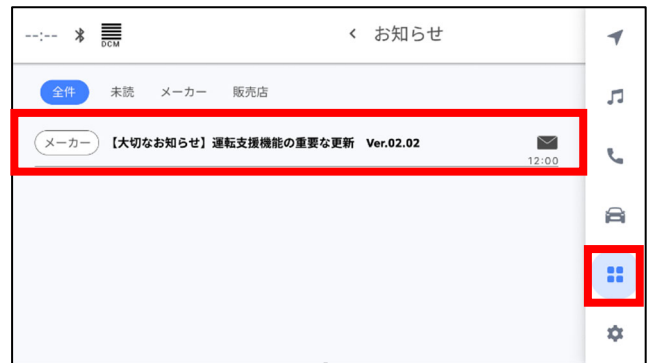 --:--
DCM
お知らせ
全件 未読 メーカー 販売店
メーカー 【大切なお知らせ】運転支援機能の重要な更新 Ver.02.02
12:00